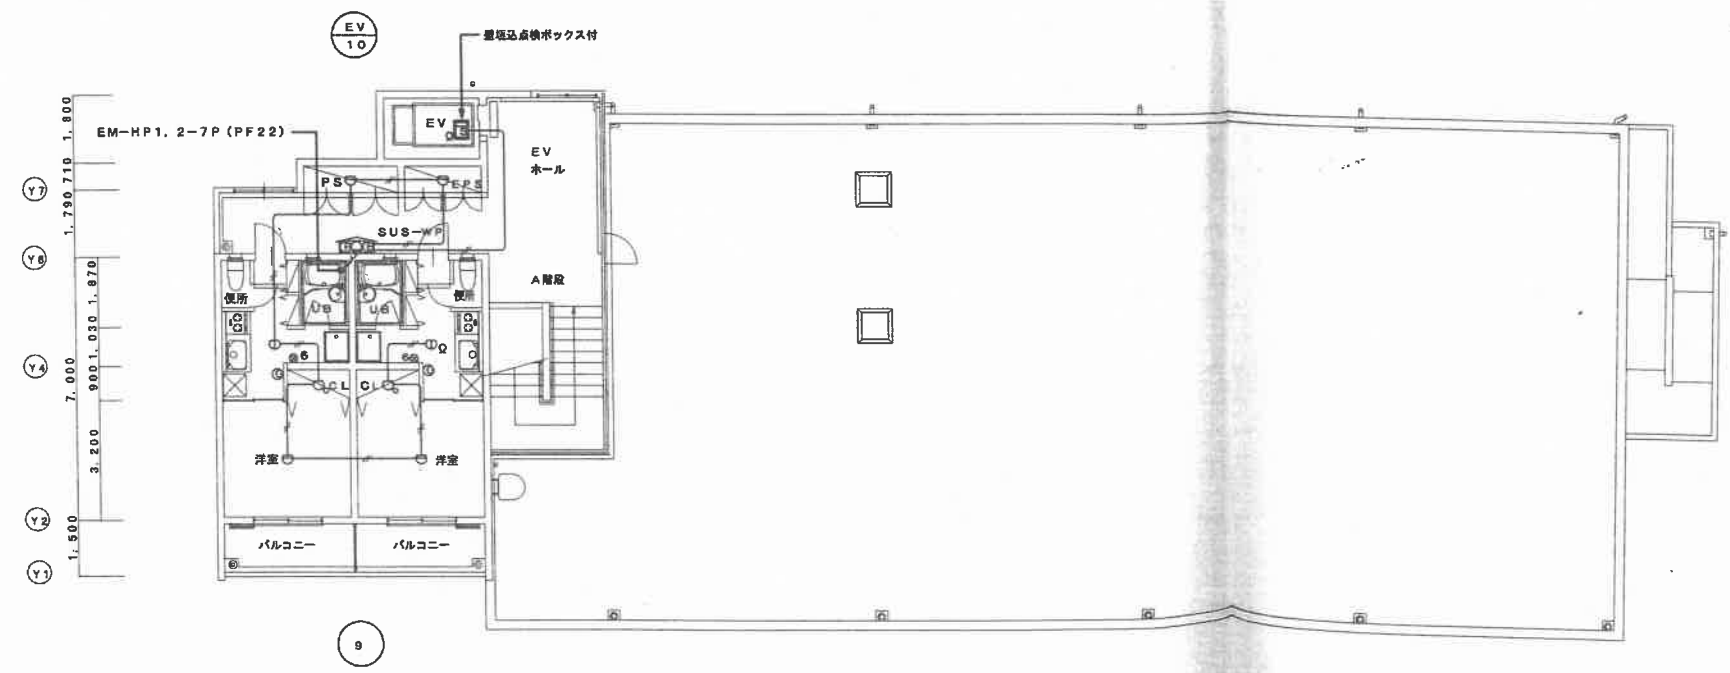 EV
10
壁埋込点検ボックス付
EM-HP1.2-7P (PF22)
EV
EV
ホール
PS
EPS
SUS-WP
A階段
便所
UB
UB
便所
6
6
CL
CL
洋室
洋室
バルコニー
バルコニー
9
Y7
Y6
Y4
Y2
Y1
1,800
710
1,790
1,870
1,030
900
7,000
3,200
1,500